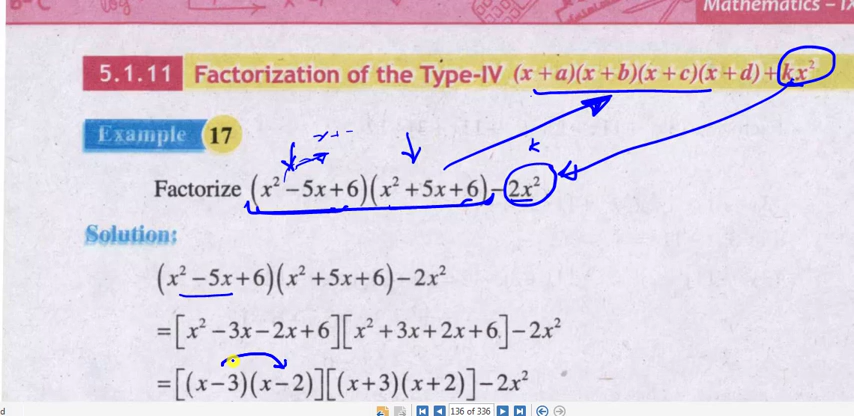 Mathematics – IX
5.1.11 Factorization of the Type-IV (x + a)(x + b)(x + c)(x + d) + kx²
Example 17
k
Factorize (x² − 5x + 6)(x² + 5x + 6) − 2x²
Solution:
(x² − 5x + 6)(x² + 5x + 6) − 2x²
= [x² − 3x − 2x + 6][x² + 3x + 2x + 6] − 2x²
= [(x − 3)(x − 2)][(x + 3)(x + 2)] − 2x²
136 of 336